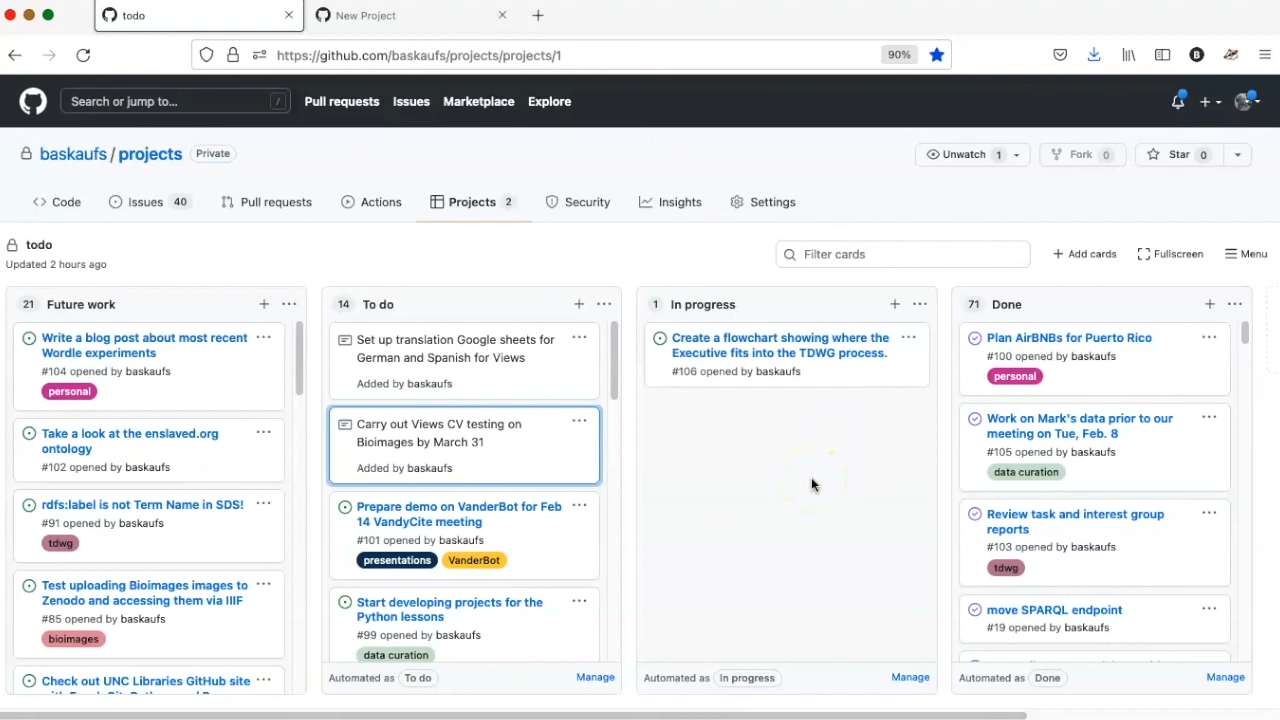 todo
New Project
https://github.com/baskaufs/projects/projects/1
90%
B
Search or jump to...
/
Pull requests
Issues
Marketplace
Explore
baskaufs / projects
Private
Unwatch 1
Fork 0
Star 0
Code
Issues 40
Pull requests
Actions
Projects 2
Security
Insights
Settings
todo
Updated 2 hours ago
Filter cards
+ Add cards
Fullscreen
Menu
21 Future work
Write a blog post about most recent
Wordle experiments
#104 opened by baskaufs
personal
Take a look at the enslaved.org
ontology
#102 opened by baskaufs
rdfs:label is not Term Name in SDS!
#91 opened by baskaufs
tdwg
Test uploading Bioimages images to
Zenodo and accessing them via IIIF
#85 opened by baskaufs
bioimages
Check out UNC Libraries GitHub site
14 To do
Set up translation Google sheets for
German and Spanish for Views
Added by baskaufs
Carry out Views CV testing on
Bioimages by March 31
Added by baskaufs
Prepare demo on VanderBot for Feb
14 VandyCite meeting
#101 opened by baskaufs
presentations
VanderBot
Start developing projects for the
Python lessons
#99 opened by baskaufs
data curation
Automated as To do
Manage
1 In progress
Create a flowchart showing where the
Executive fits into the TDWG process.
#106 opened by baskaufs
Automated as In progress
Manage
71 Done
Plan AirBNBs for Puerto Rico
#100 opened by baskaufs
personal
Work on Mark's data prior to our
meeting on Tue, Feb. 8
#105 opened by baskaufs
data curation
Review task and interest group
reports
#103 opened by baskaufs
tdwg
move SPARQL endpoint
#19 opened by baskaufs
Automated as Done
Manage